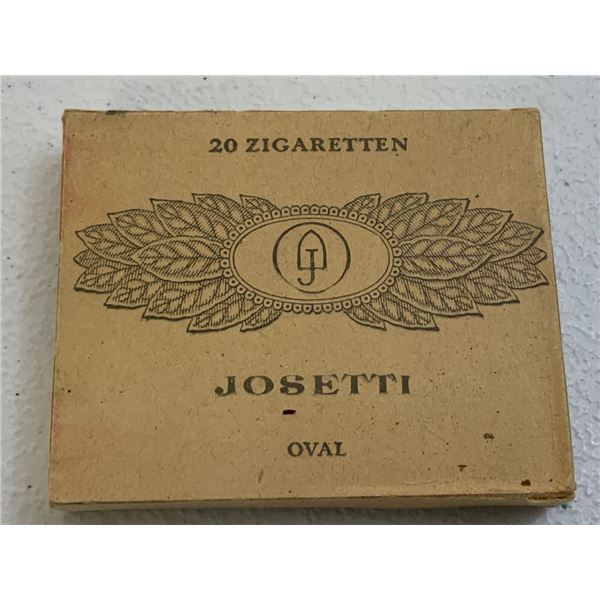 20 ZIGARETTEN
J
JOSETTI
OVAL